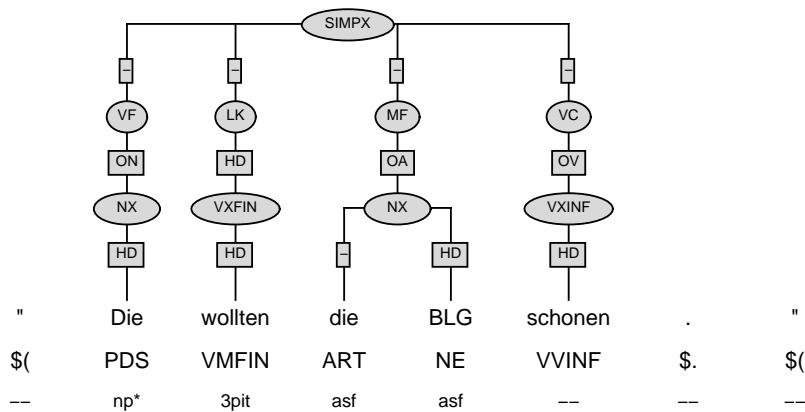 SIMPX
– – – –
VF LK MF VC
ON HD OA OV
NX VXFIN NX VXINF
HD HD – HD HD
" Die wollten die BLG schonen . "
$( PDS VMFIN ART NE VVINF $. $(
−− np* 3pit asf asf −− −− −−